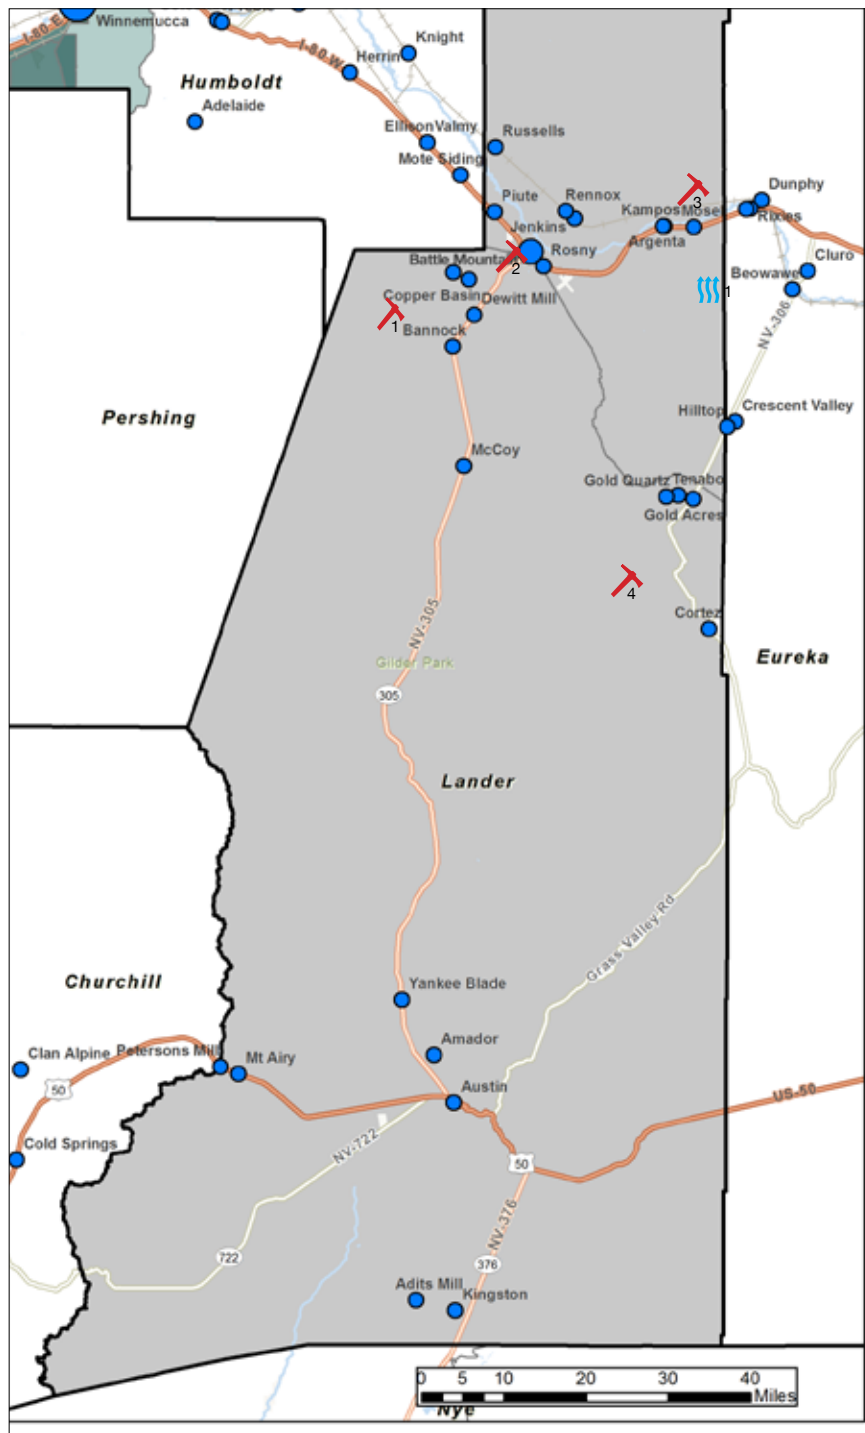 Winnemucca
I-80 E
I-80 W
Knight
Herrin
Humboldt
Adelaide
EllisonValmy
Russells
Mote Siding
Dunphy
Piute
Rennox
3
Kampos
Mosel
Rixies
Jenkins
Argenta
Rosny
Cluro
Battle Mountain
2
Beowawe
Copper Basin
Dewitt Mill
1
1
Bannock
NV-306
Pershing
Hilltop
Crescent Valley
McCoy
Gold Quartz
Tenabo
Gold Acres
4
NV-305
Cortez
Gilder Park
Eureka
305
Lander
Grass Valley Rd
Churchill
Yankee Blade
Clan Alpine
Petersons Mill
Mt Airy
Amador
50
Austin
US-50
Cold Springs
NV-722
50
NV-376
722
376
Adits Mill
Kingston
0 5 10 20 30 40
Miles
Nye